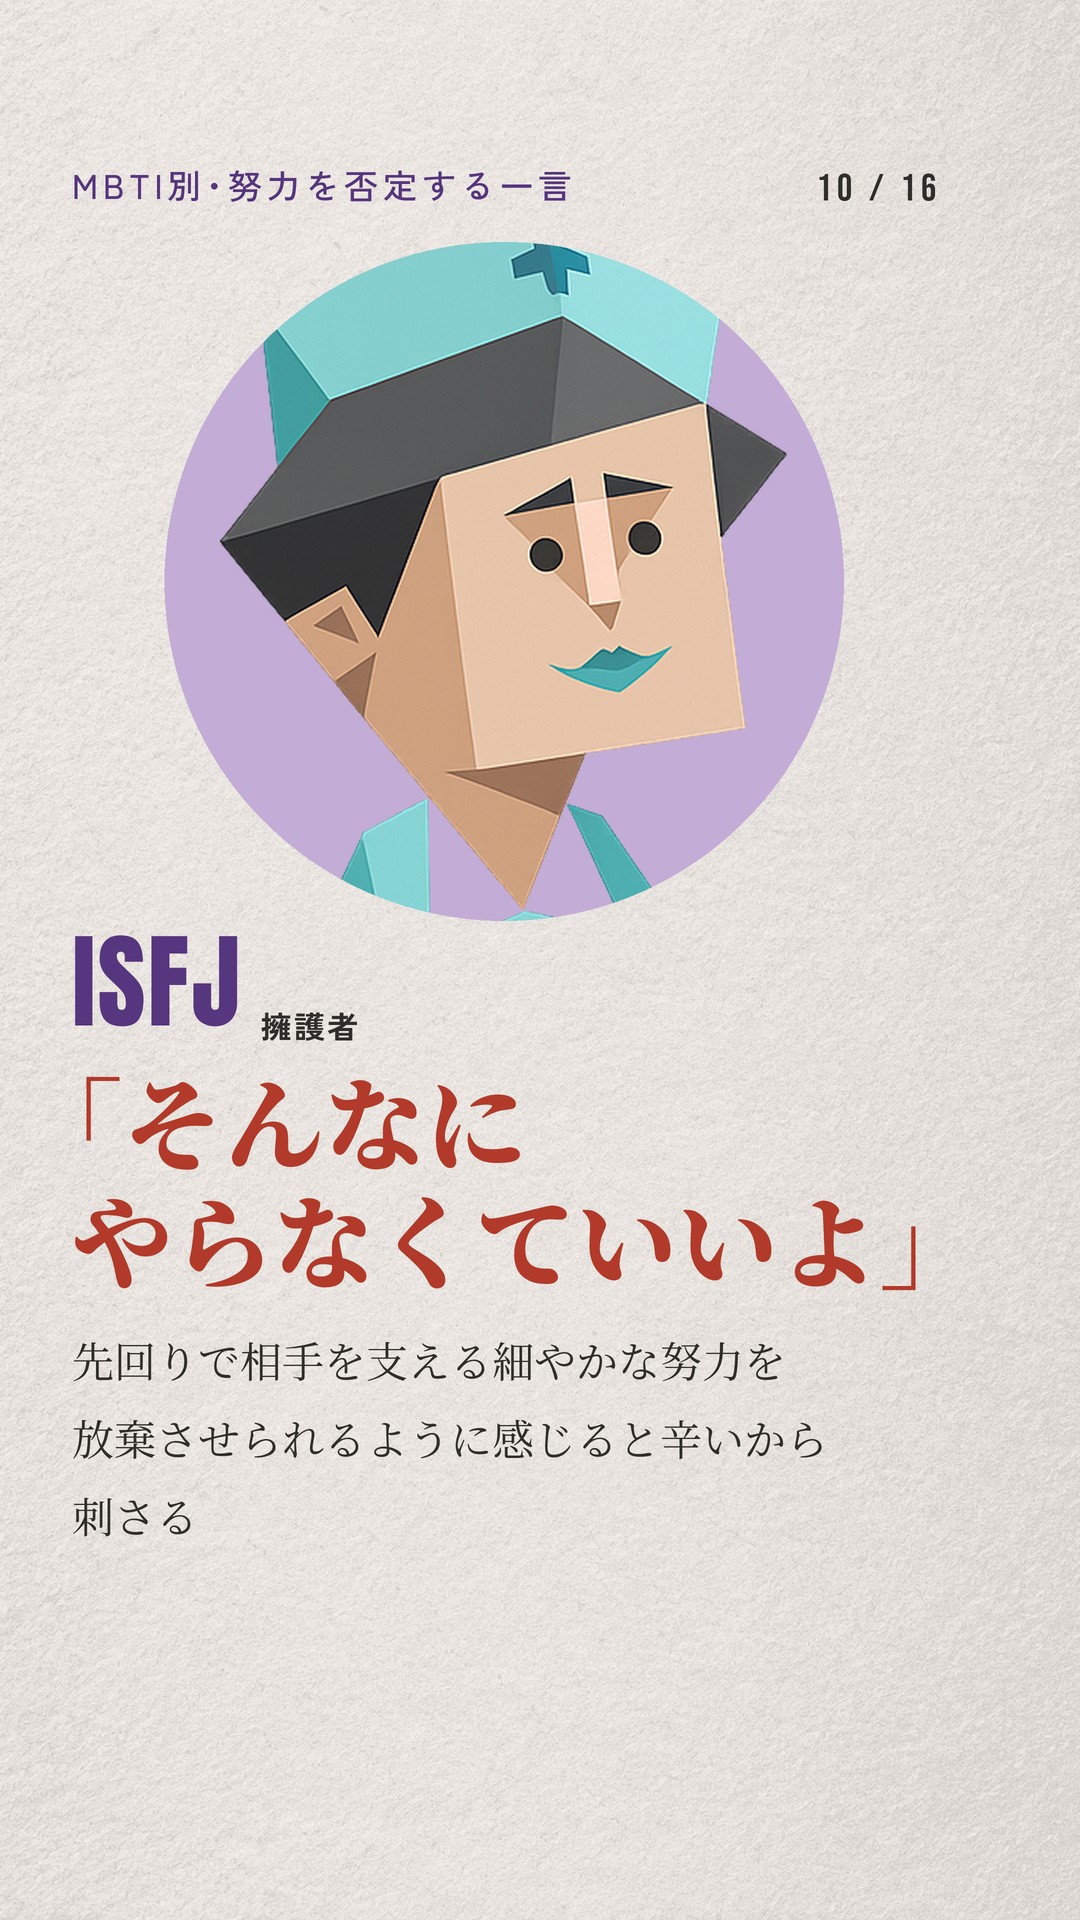 MBTI別・努力を否定する一言
10 / 16
ISFJ
擁護者
「そんなに
やらなくていいよ」
先回りで相手を支える細やかな努力を
放棄させられるように感じると辛いから
刺さる